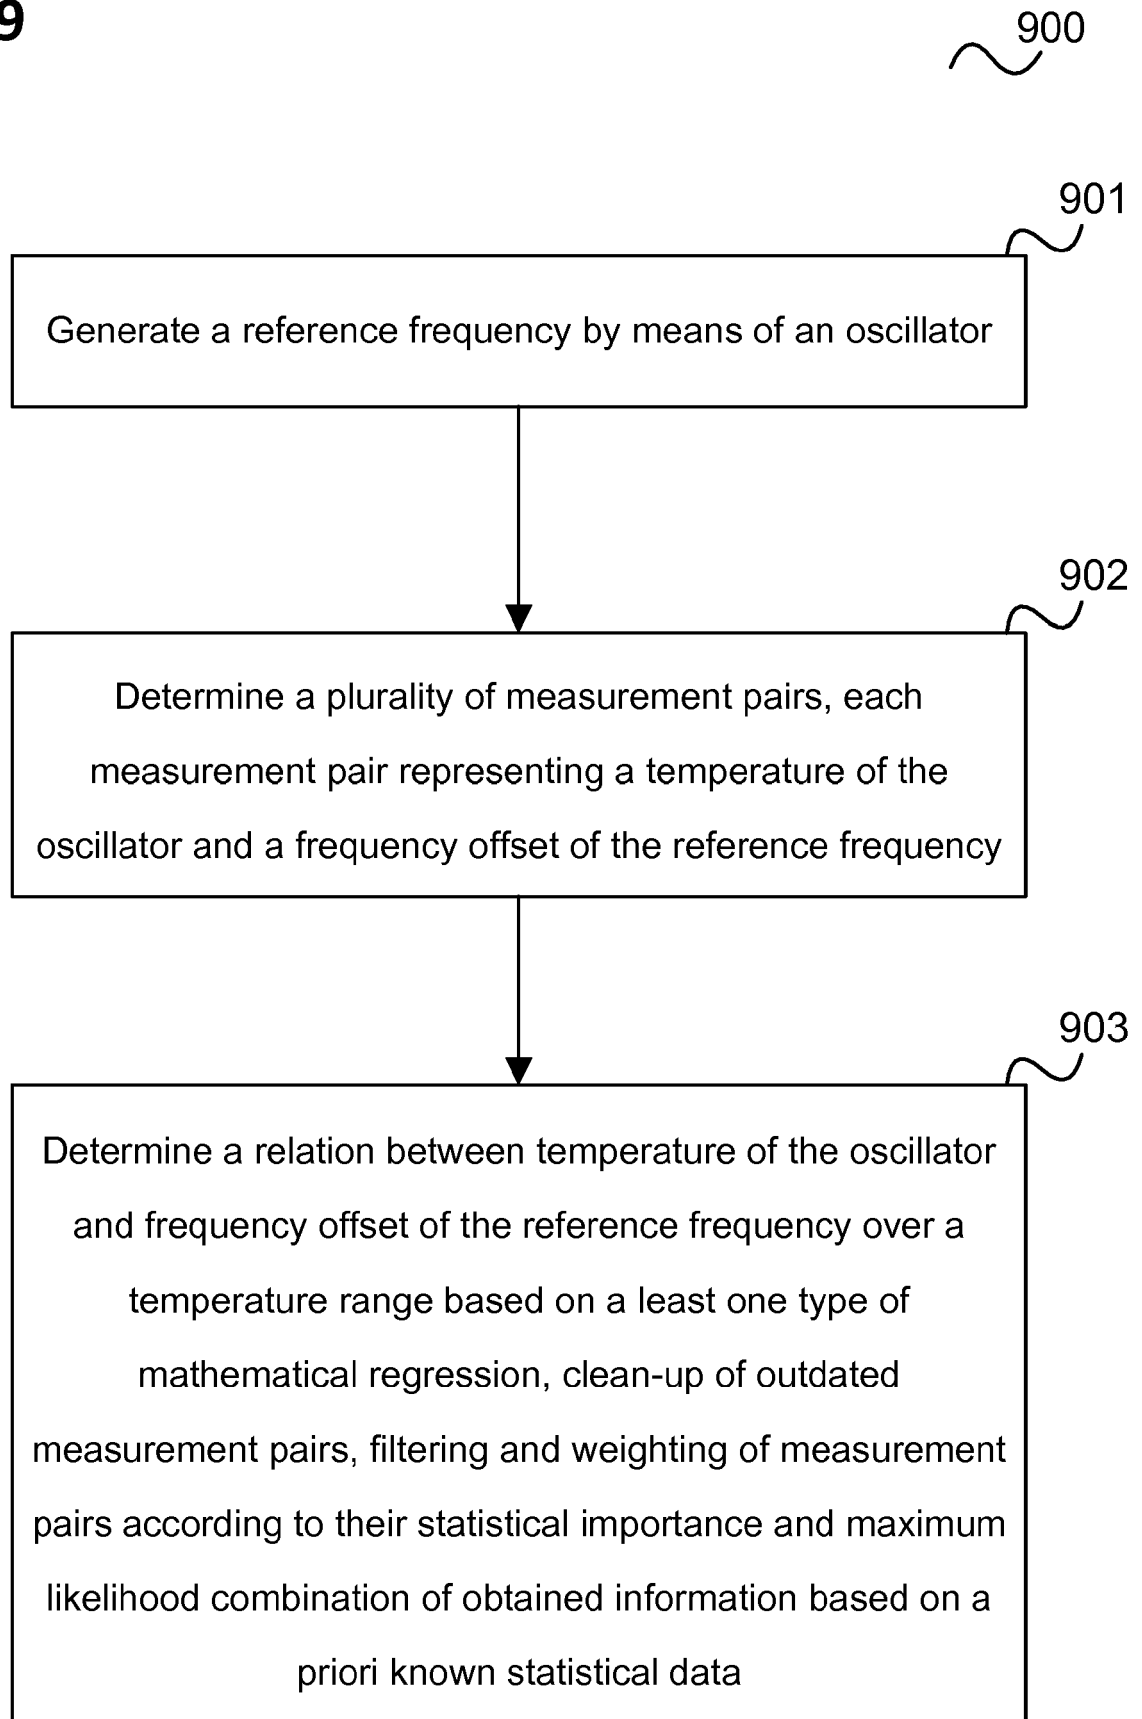 9
900
901
Generate a reference frequency by means of an oscillator
902
Determine a plurality of measurement pairs, each
measurement pair representing a temperature of the
oscillator and a frequency offset of the reference frequency
903
Determine a relation between temperature of the oscillator
and frequency offset of the reference frequency over a
temperature range based on a least one type of
mathematical regression, clean-up of outdated
measurement pairs, filtering and weighting of measurement
pairs according to their statistical importance and maximum
likelihood combination of obtained information based on a
priori known statistical data